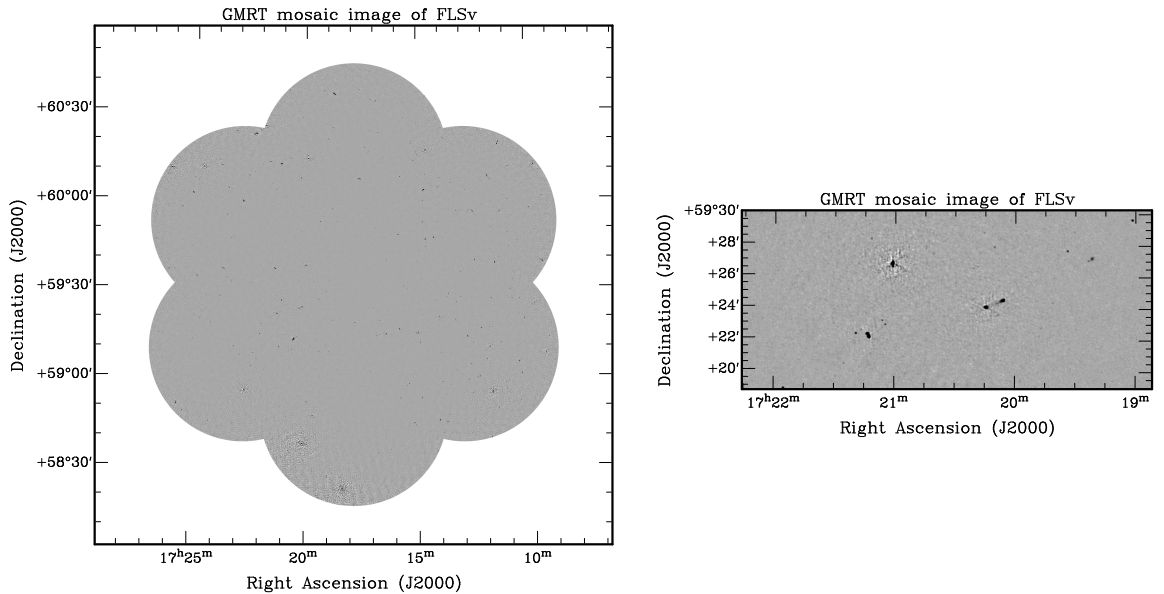 GMRT mosaic image of FLSv
+60°30′
+60°00′
+59°30′
+59°00′
+58°30′
Declination (J2000)
17ʰ25ᵐ
20ᵐ
15ᵐ
10ᵐ
Right Ascension (J2000)
GMRT mosaic image of FLSv
+59°30′
+28′
+26′
+24′
+22′
+20′
Declination (J2000)
17ʰ22ᵐ
21ᵐ
20ᵐ
19ᵐ
Right Ascension (J2000)